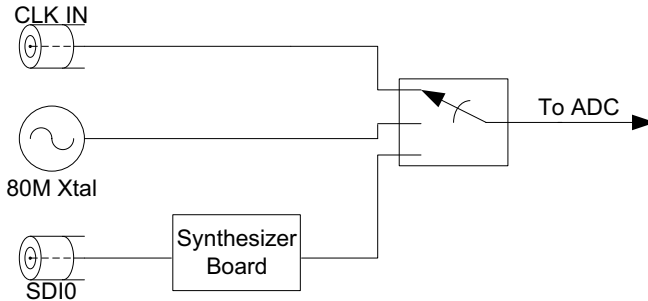 CLK IN
To ADC
80M Xtal
Synthesizer
Board
SDI0